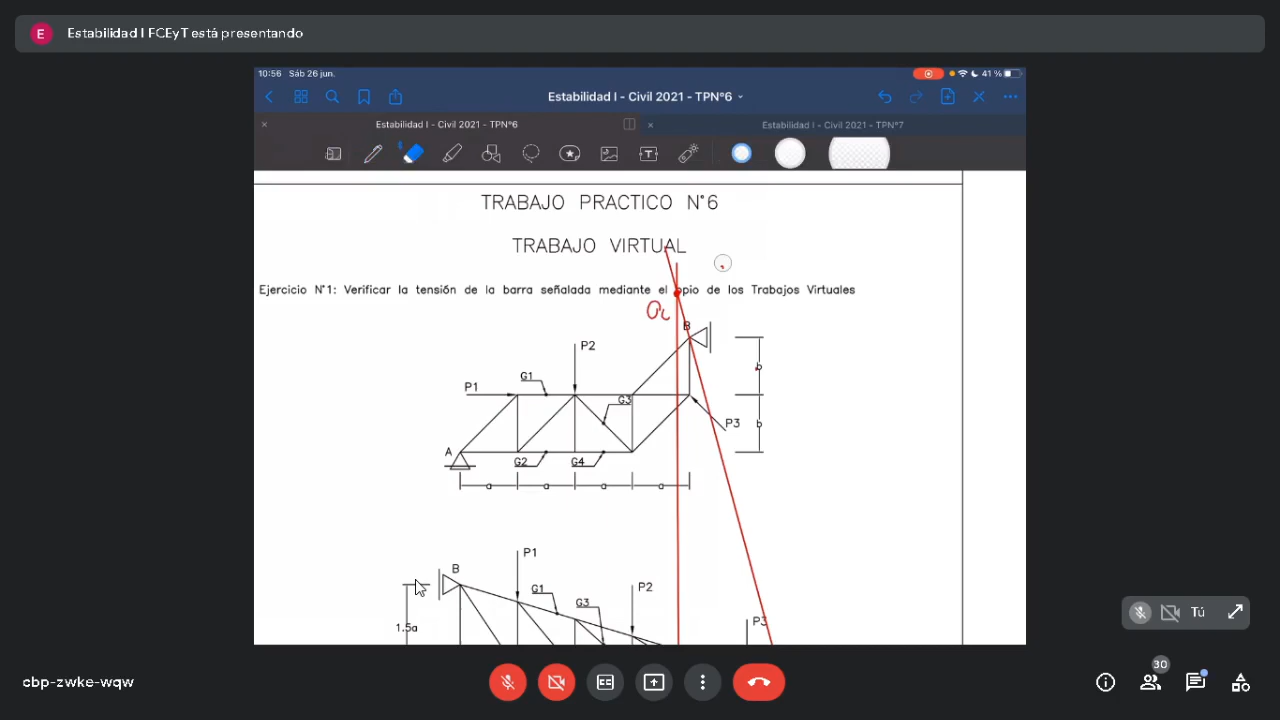 E Estabilidad I FCEyT está presentando
10:56 Sáb 26 jun. 41 %
Estabilidad I - Civil 2021 - TPN°6
× Estabilidad I - Civil 2021 - TPN°6 × Estabilidad I - Civil 2021 - TPN°7
TRABAJO PRACTICO N°6
TRABAJO VIRTUAL
Ejercicio N°1: Verificar la tensión de la barra señalada mediante el pio de los Trabajos Virtuales
B
P2
b
G1
P1
G3
P3
b
A
G2 G4
a a a a
P1
B
G1
P2
G3
P3
1.5a
Tú
cbp-zwke-wqw
30